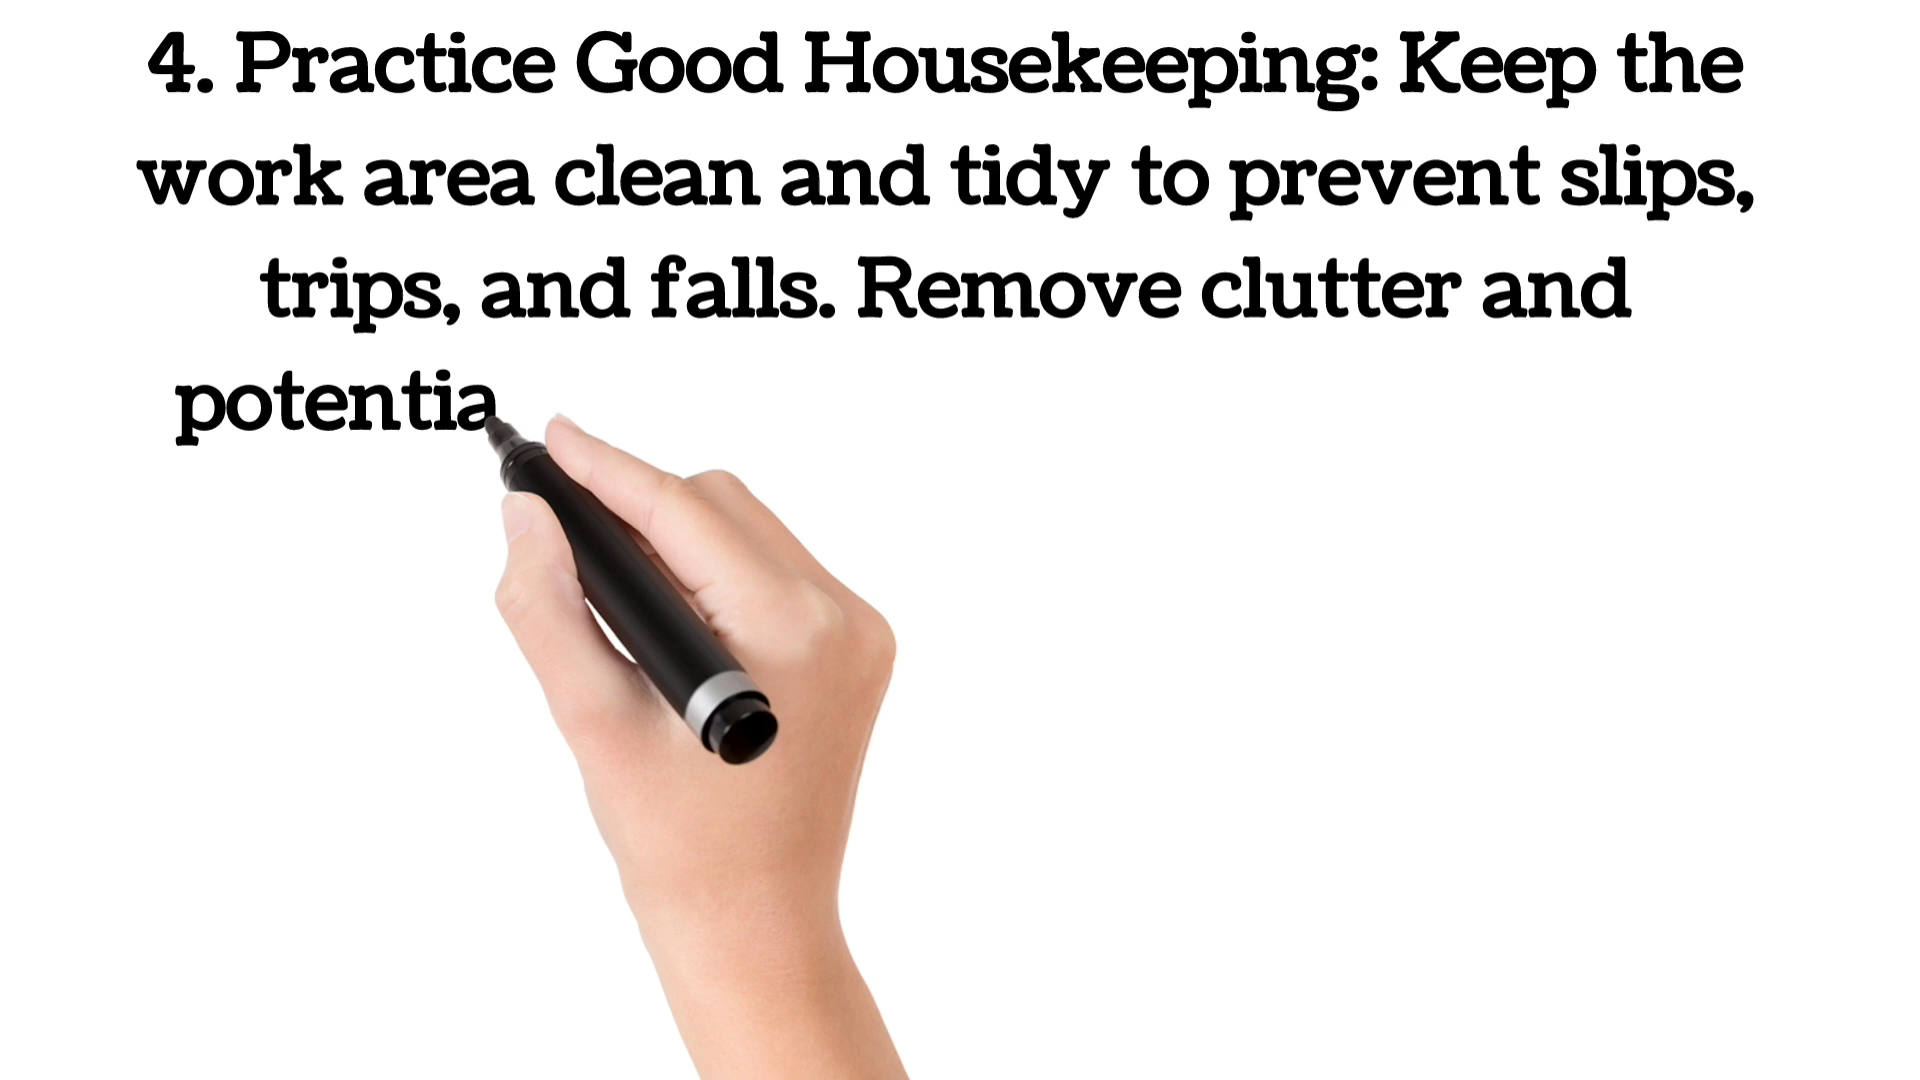 4. Practice Good Housekeeping: Keep the
work area clean and tidy to prevent slips,
trips, and falls. Remove clutter and
potentia